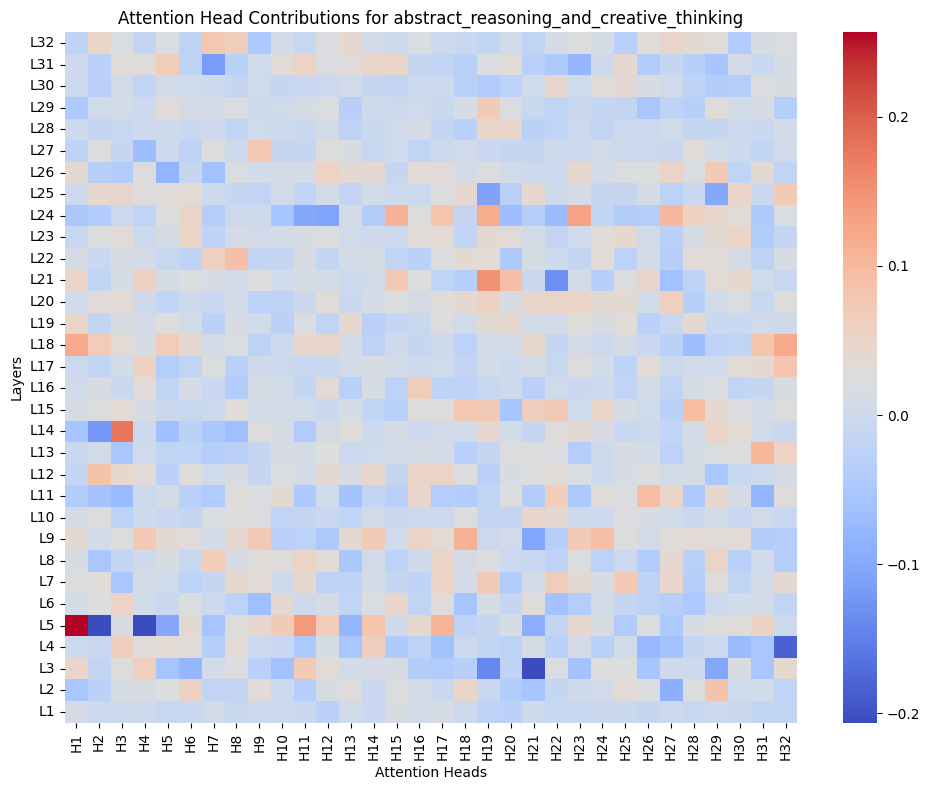 Attention Head Contributions for abstract_reasoning_and_creative_thinking
Layers
L32
L31
L30
L29
L28
L27
L26
L25
L24
L23
L22
L21
L20
L19
L18
L17
L16
L15
L14
L13
L12
L11
L10
L9
L8
L7
L6
L5
L4
L3
L2
L1
H1 H2 H3 H4 H5 H6 H7 H8 H9 H10 H11 H12 H13 H14 H15 H16 H17 H18 H19 H20 H21 H22 H23 H24 H25 H26 H27 H28 H29 H30 H31 H32
Attention Heads
0.2
0.1
0.0
−0.1
−0.2